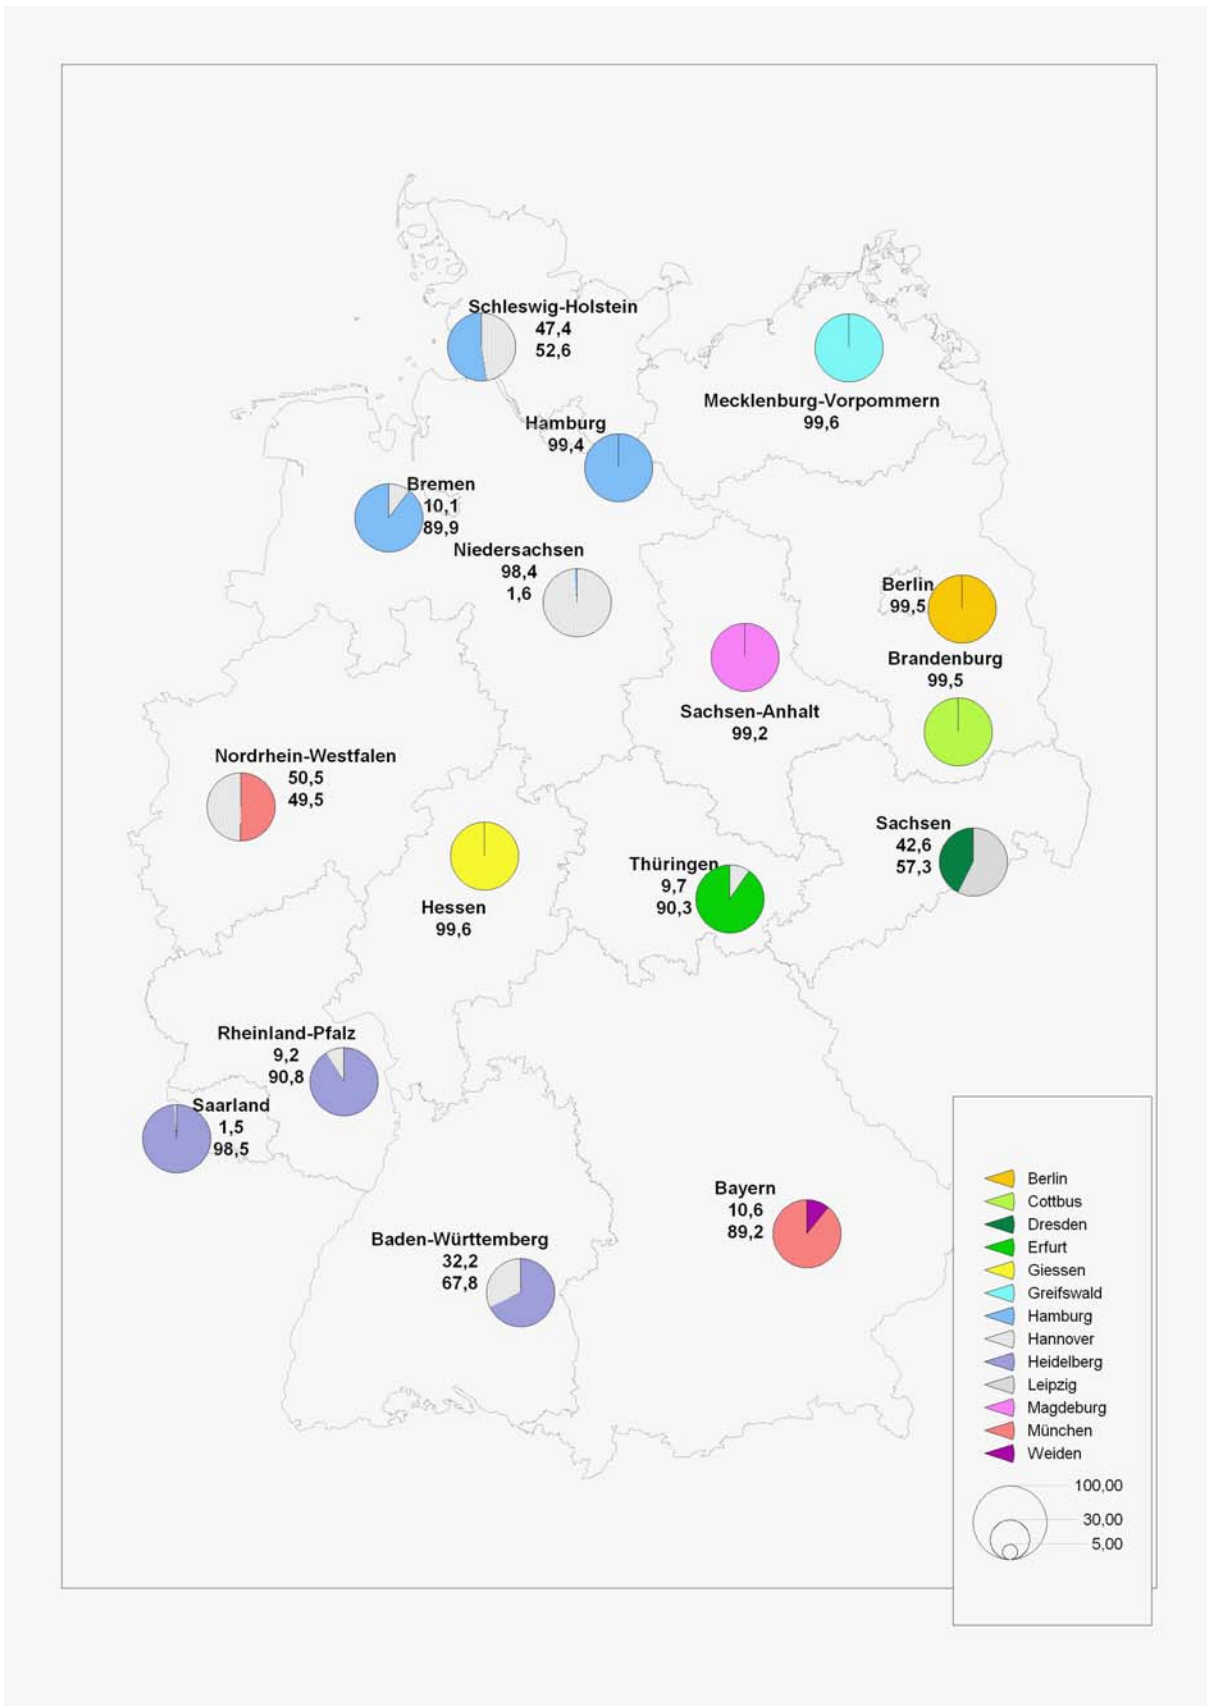 Schleswig-Holstein
47,4
52,6
Mecklenburg-Vorpommern
99,6
Hamburg
99,4
Bremen
10,1
89,9
Niedersachsen
98,4
1,6
Berlin
99,5
Brandenburg
99,5
Sachsen-Anhalt
99,2
Nordrhein-Westfalen
50,5
49,5
Sachsen
42,6
57,3
Thüringen
9,7
90,3
Hessen
99,6
Rheinland-Pfalz
9,2
90,8
Saarland
1,5
98,5
Bayern
10,6
89,2
Baden-Württemberg
32,2
67,8
Berlin
Cottbus
Dresden
Erfurt
Giessen
Greifswald
Hamburg
Hannover
Heidelberg
Leipzig
Magdeburg
München
Weiden
100,00
30,00
5,00